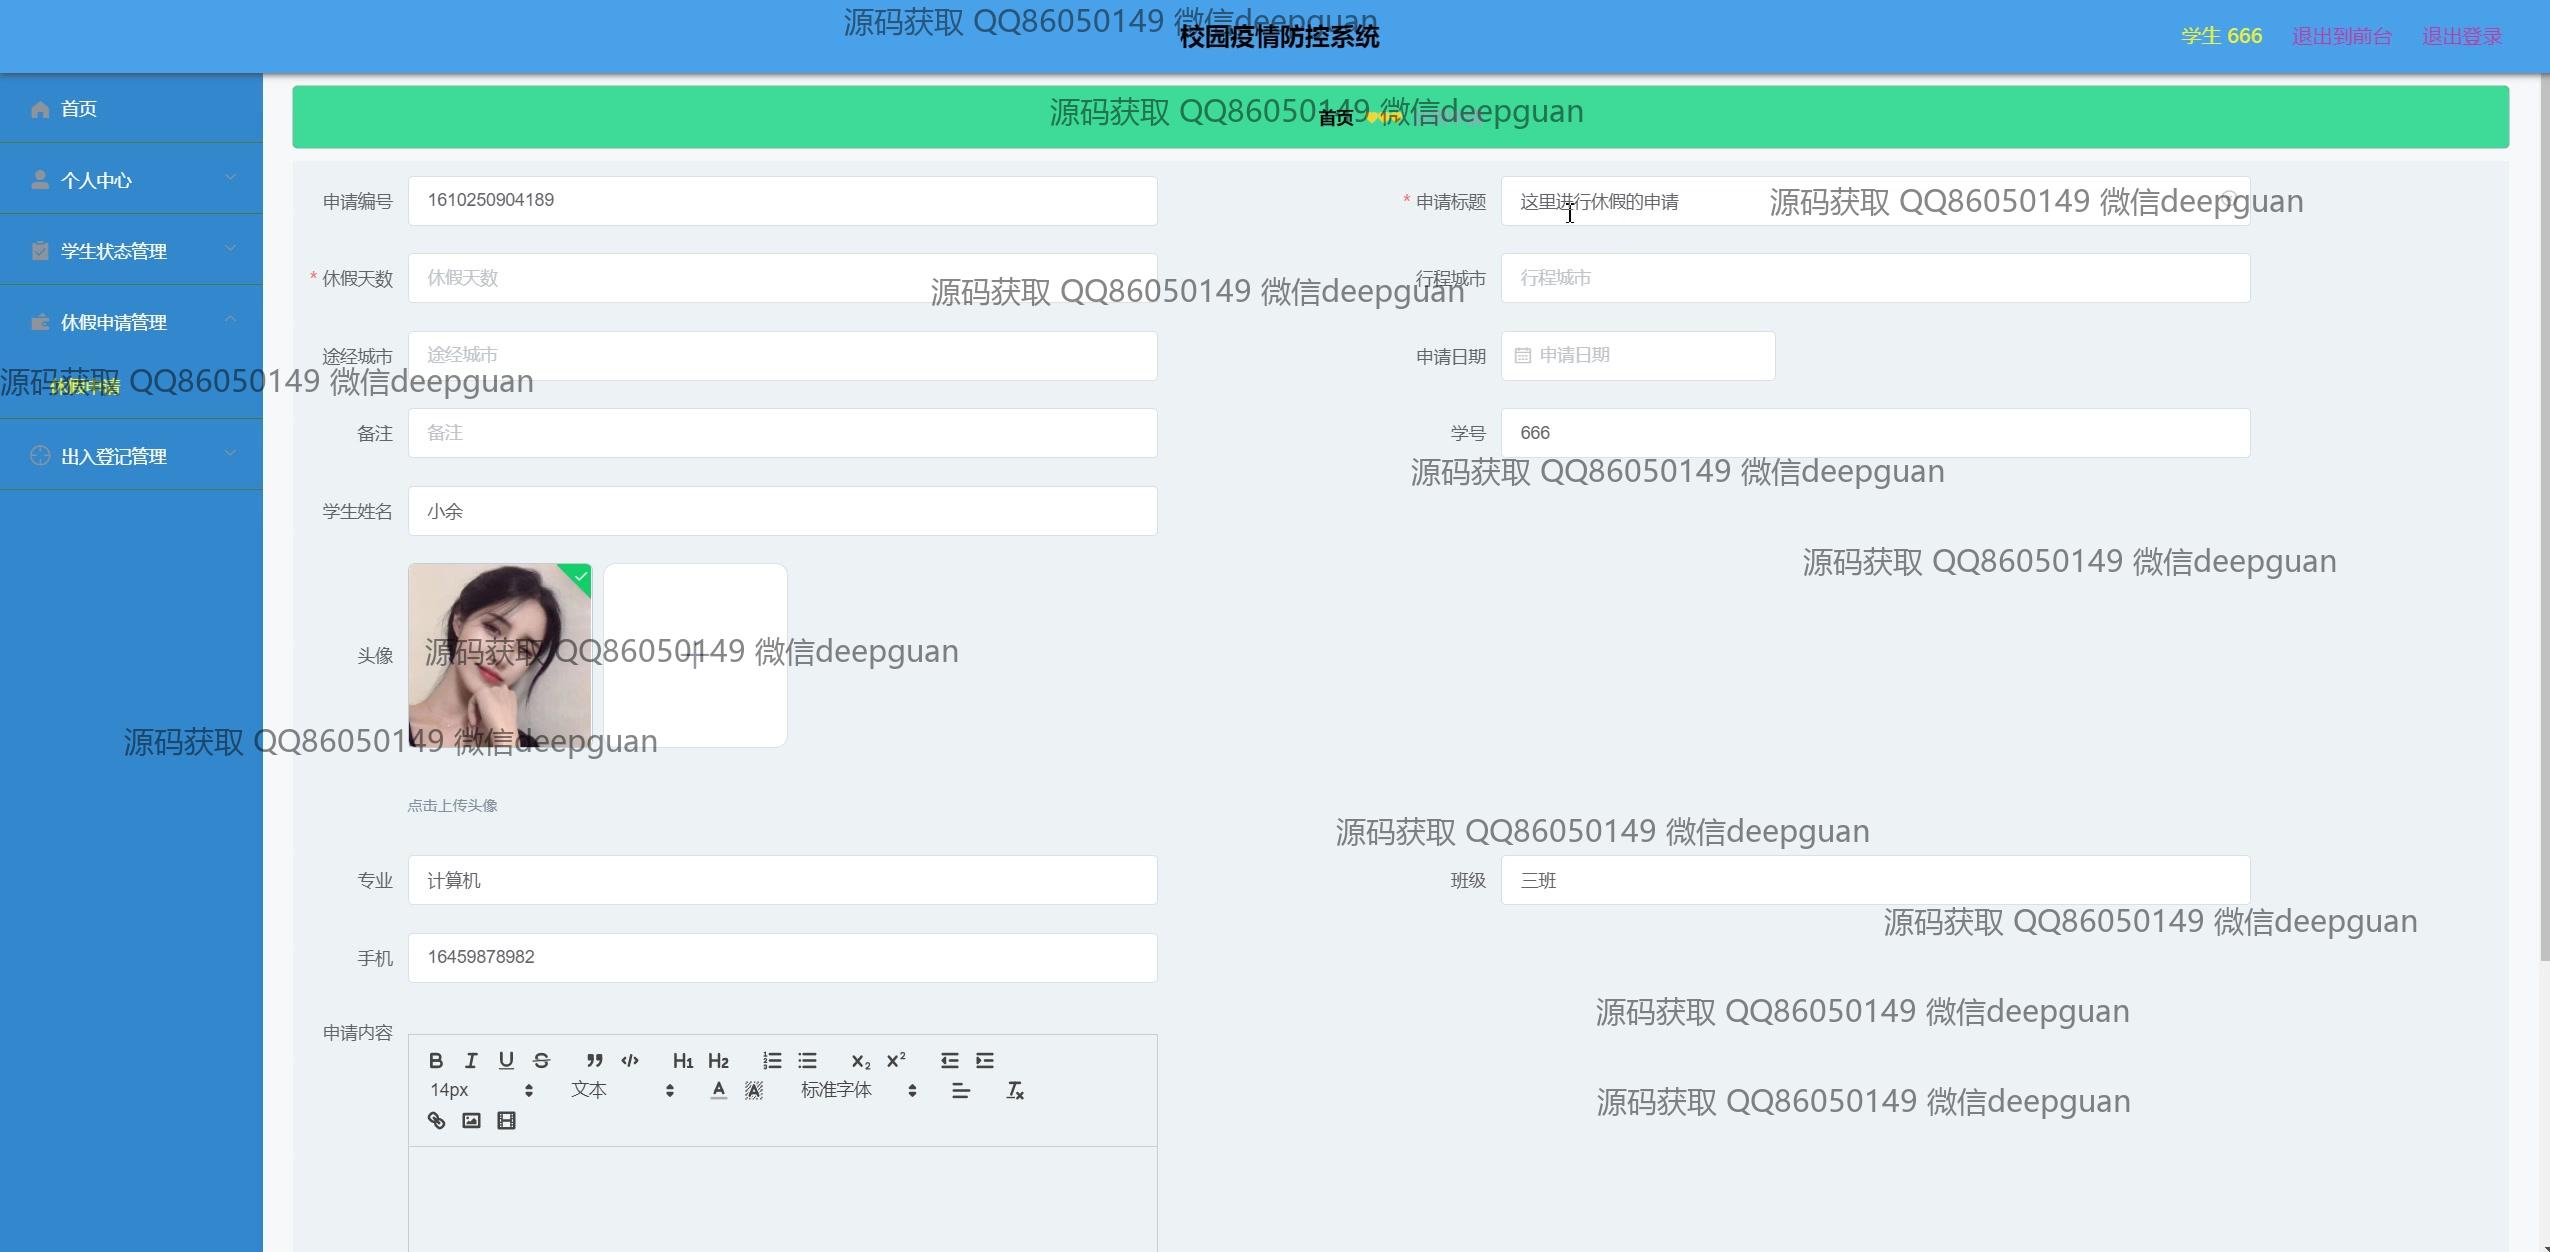 源码获取 QQ86050149 微信deepguan
校园疫情防控系统
学生 666 退出到前台 退出登录
首页
源码获取 QQ86050149 微信deepguan
首页
个人中心
申请编号 1610250904189
* 申请标题 这里进行休假的申请
源码获取 QQ86050149 微信deepguan
学生状态管理
* 休假天数 休假天数
行程城市 行程城市
源码获取 QQ86050149 微信deepguan
休假申请管理
途经城市 途经城市
申请日期 申请日期
休假申请
源码获取 QQ86050149 微信deepguan
备注 备注
学号 666
出入登记管理
源码获取 QQ86050149 微信deepguan
学生姓名 小余
源码获取 QQ86050149 微信deepguan
头像
源码获取 QQ86050149 微信deepguan
源码获取 QQ86050149 微信deepguan
点击上传头像
源码获取 QQ86050149 微信deepguan
专业 计算机
班级 三班
源码获取 QQ86050149 微信deepguan
手机 16459878982
源码获取 QQ86050149 微信deepguan
申请内容
B I U S H1 H2 X2 X2
14px 文本 A A 标准字体 Tx
源码获取 QQ86050149 微信deepguan